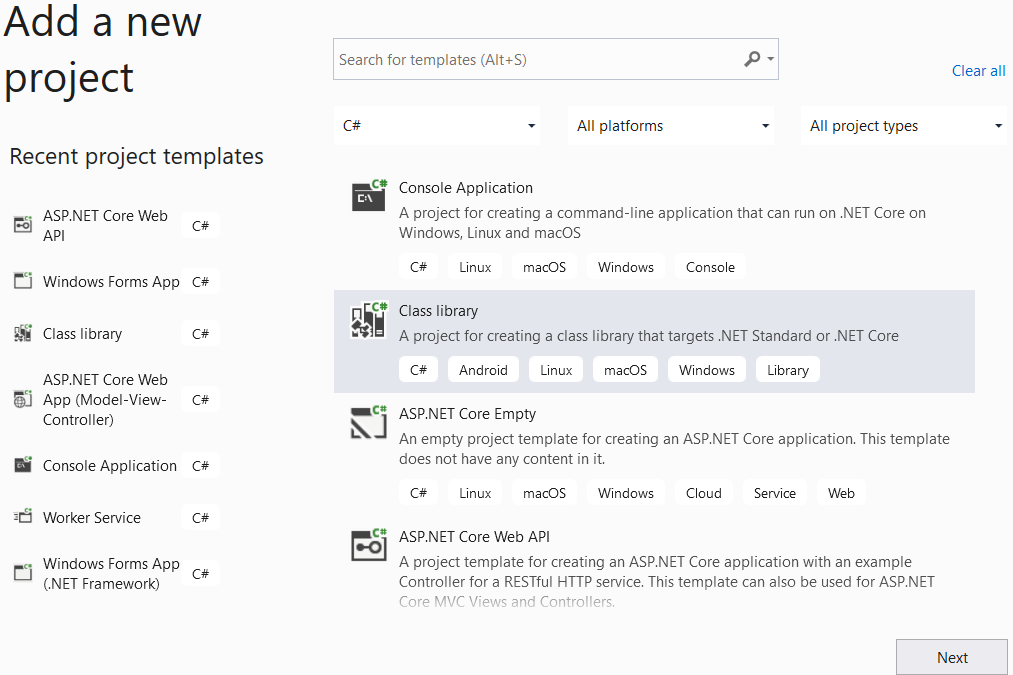 Add a new
project
Search for templates (Alt+S)
Clear all
C#
All platforms
All project types
Recent project templates
ASP.NET Core Web
API
C#
Windows Forms App
C#
Class library
C#
ASP.NET Core Web
App (Model-View-
Controller)
C#
Console Application
C#
Worker Service
C#
Windows Forms App
(.NET Framework)
C#
Console Application
A project for creating a command-line application that can run on .NET Core on
Windows, Linux and macOS
C# Linux macOS Windows Console
Class library
A project for creating a class library that targets .NET Standard or .NET Core
C# Android Linux macOS Windows Library
ASP.NET Core Empty
An empty project template for creating an ASP.NET Core application. This template
does not have any content in it.
C# Linux macOS Windows Cloud Service Web
ASP.NET Core Web API
A project template for creating an ASP.NET Core application with an example
Controller for a RESTful HTTP service. This template can also be used for ASP.NET
Core MVC Views and Controllers.
Next